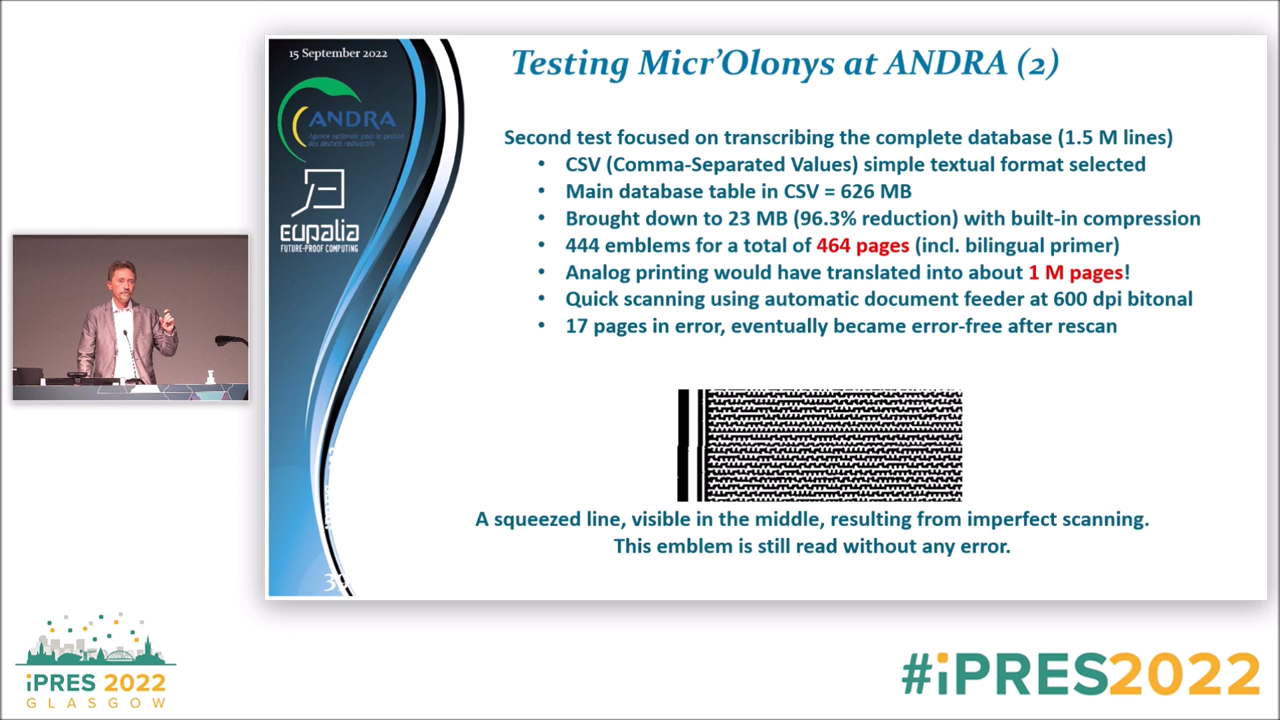 15 September 2022
Testing Micr'Olonys at ANDRA (2)
ANDRA
Agence nationale pour la gestion
des déchets radioactifs
eupalia
FUTURE-PROOF COMPUTING
Second test focused on transcribing the complete database (1.5 M lines)
• CSV (Comma-Separated Values) simple textual format selected
• Main database table in CSV = 626 MB
• Brought down to 23 MB (96.3% reduction) with built-in compression
• 444 emblems for a total of 464 pages (incl. bilingual primer)
• Analog printing would have translated into about 1 M pages!
• Quick scanning using automatic document feeder at 600 dpi bitonal
• 17 pages in error, eventually became error-free after rescan
A squeezed line, visible in the middle, resulting from imperfect scanning.
This emblem is still read without any error.
iPRES 2022
GLASGOW
#iPRES2022